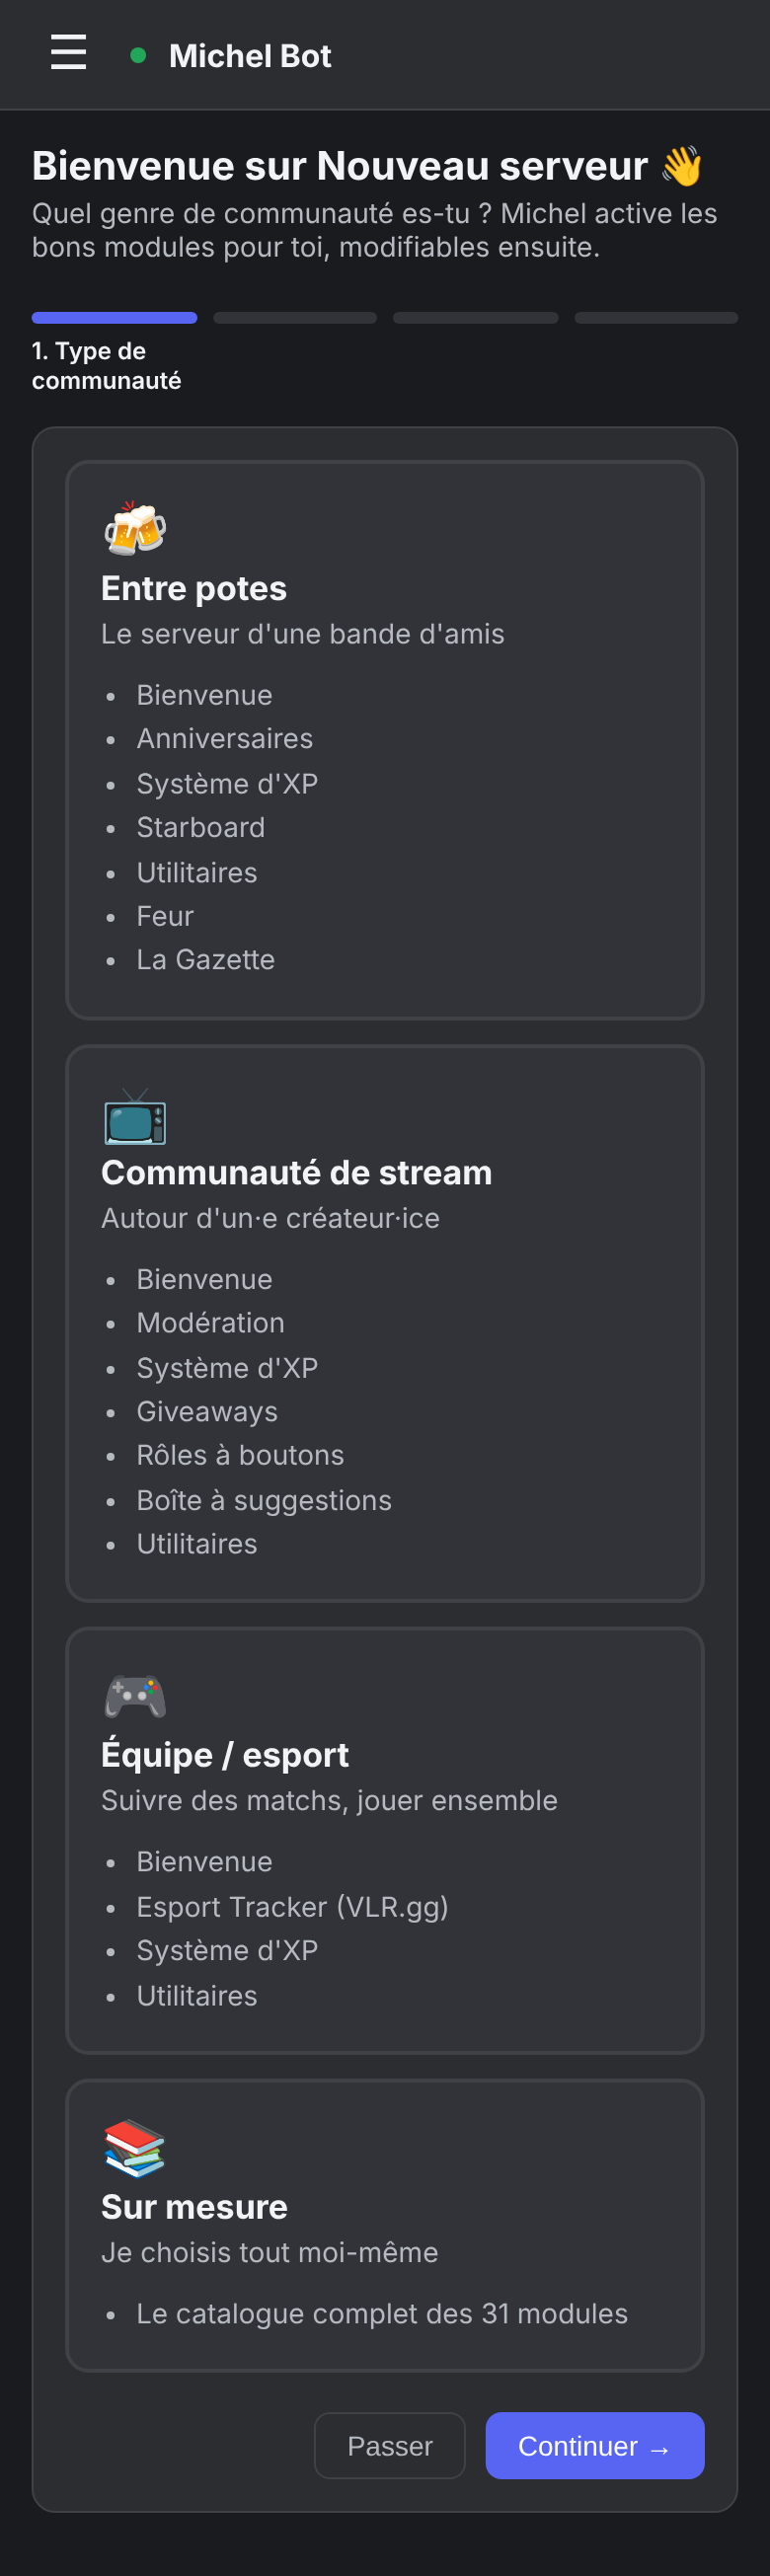 ☰ Michel Bot
Bienvenue sur Nouveau serveur 👋
Quel genre de communauté es-tu ? Michel active les
bons modules pour toi, modifiables ensuite.
1. Type de
communauté
Entre potes
Le serveur d'une bande d'amis
• Bienvenue
• Anniversaires
• Système d'XP
• Starboard
• Utilitaires
• Feur
• La Gazette
Communauté de stream
Autour d'un·e créateur·ice
• Bienvenue
• Modération
• Système d'XP
• Giveaways
• Rôles à boutons
• Boîte à suggestions
• Utilitaires
Équipe / esport
Suivre des matchs, jouer ensemble
• Bienvenue
• Esport Tracker (VLR.gg)
• Système d'XP
• Utilitaires
Sur mesure
Je choisis tout moi-même
• Le catalogue complet des 31 modules
Passer
Continuer →